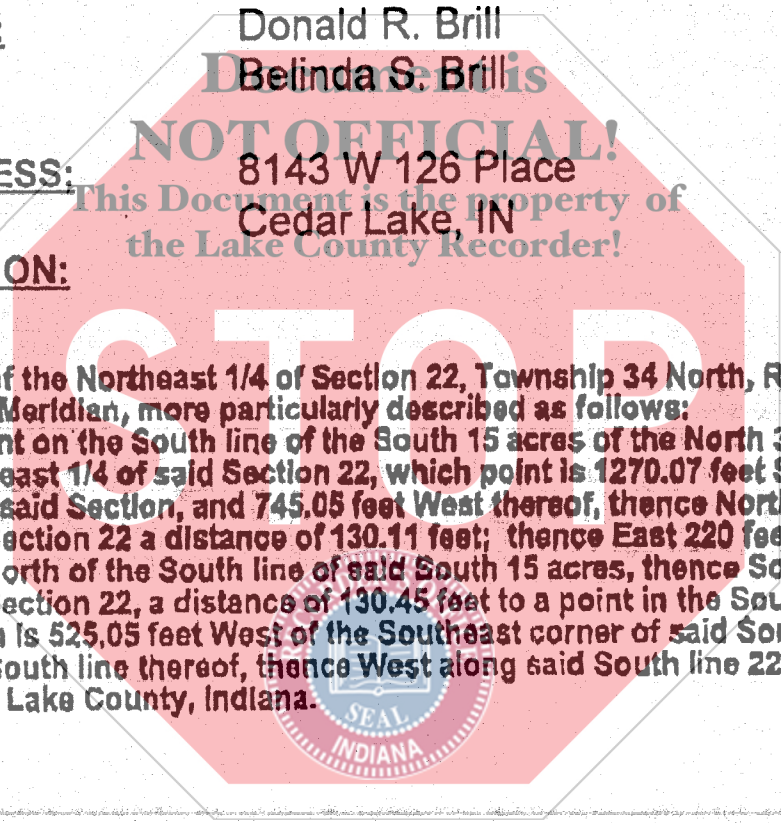 Donald R. Brill
Document is
Belinda S. Brill
NOT OFFICIAL!
ESS: 8143 W 126 Place
This Document is the property of
Cedar Lake, IN
the Lake County Recorder!
ON:
STOP
of the Northeast 1/4 of Section 22, Township 34 North, R
Meridian, more particularly described as follows:
nt on the South line of the South 15 acres of the North 3
east 1/4 of said Section 22, which point is 1270.07 feet S
said Section, and 745.05 feet West thereof, thence Nort
ection 22 a distance of 130.11 feet; thence East 220 fee
orth of the South line of said South 15 acres, thence So
ection 22, a distance of 130.45 feet to a point in the Sou
is 525.05 feet West of the Southeast corner of said Sou
outh line thereof, thence West along said South line 22
Lake County, Indiana.
SEAL
INDIANA